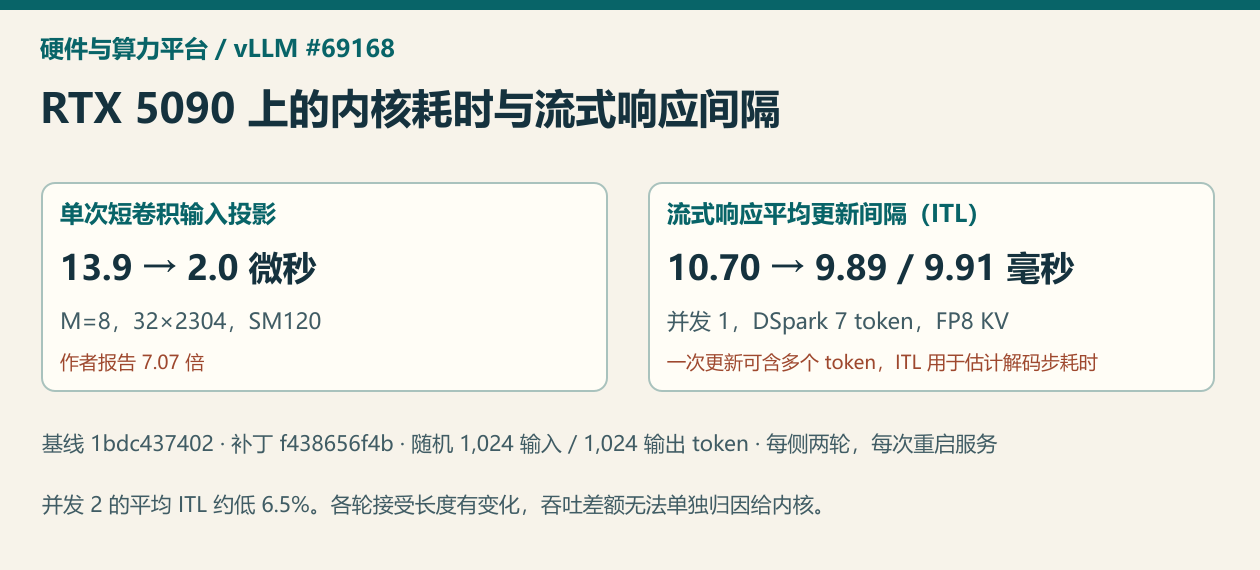 硬件与算力平台 / vLLM #69168
RTX 5090 上的内核耗时与流式响应间隔
单次短卷积输入投影
13.9 → 2.0 微秒
M=8，32×2304，SM120
作者报告 7.07 倍
流式响应平均更新间隔（ITL）
10.70 → 9.89 / 9.91 毫秒
并发 1，DSpark 7 token，FP8 KV
一次更新可含多个 token，ITL 用于估计解码步耗时
基线 1bdc437402 · 补丁 f438656f4b · 随机 1,024 输入 / 1,024 输出 token · 每侧两轮，每次重启服务
并发 2 的平均 ITL 约低 6.5%。各轮接受长度有变化，吞吐差额无法单独归因给内核。